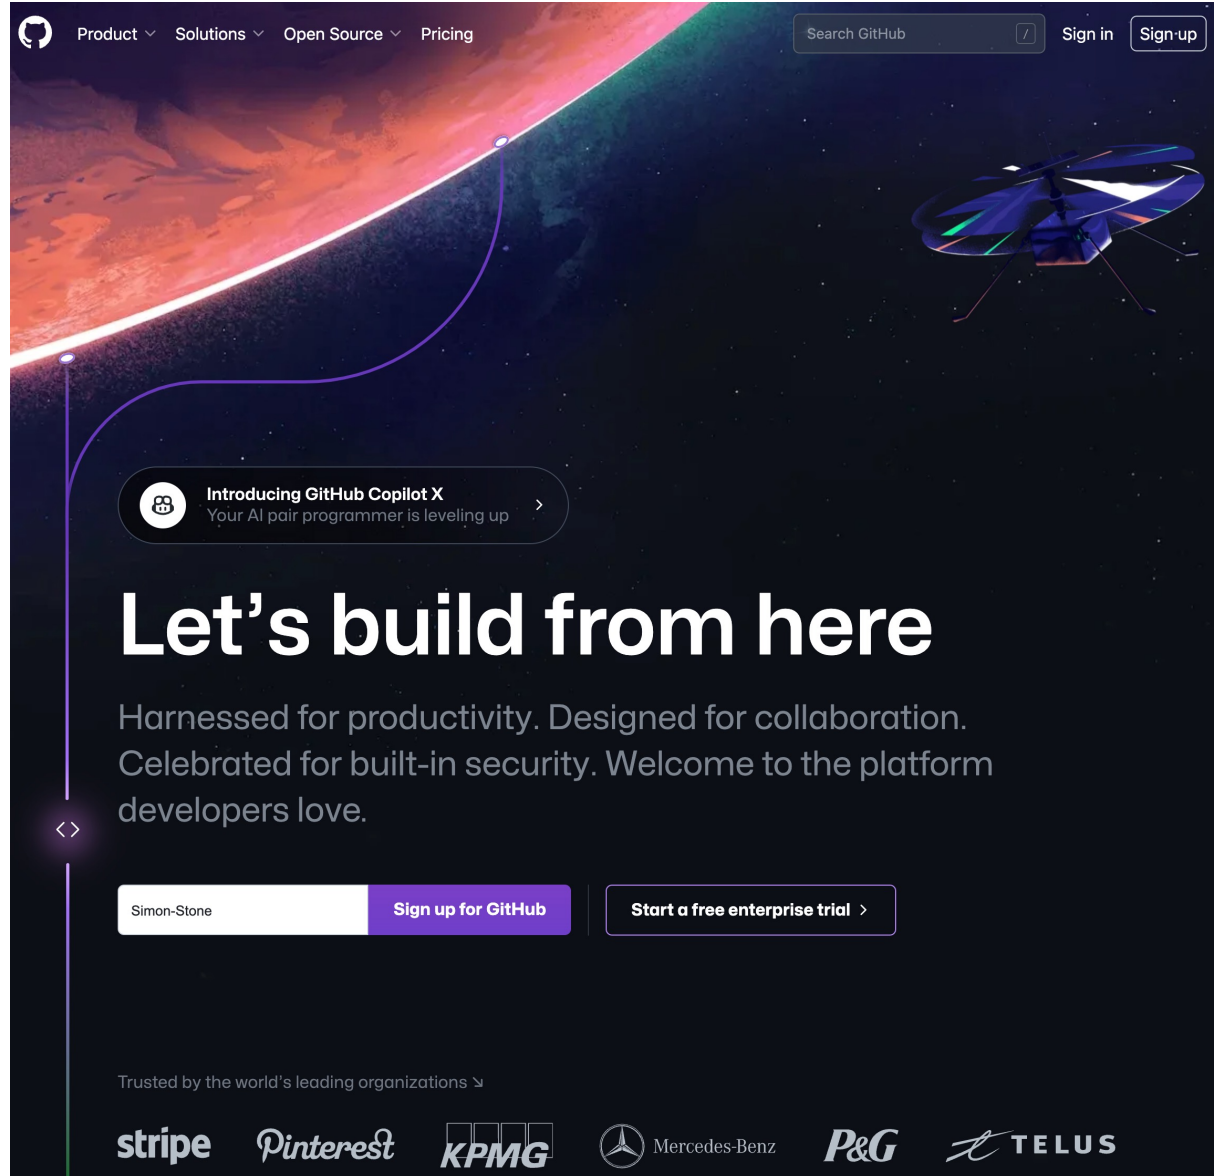 Product Solutions Open Source Pricing Search GitHub / Sign in Sign up
Introducing GitHub Copilot X
Your AI pair programmer is leveling up
Let's build from here
Harnessed for productivity. Designed for collaboration.
Celebrated for built-in security. Welcome to the platform
developers love.
Simon-Stone Sign up for GitHub Start a free enterprise trial
Trusted by the world's leading organizations
stripe Pinterest KPMG Mercedes-Benz P&G TELUS